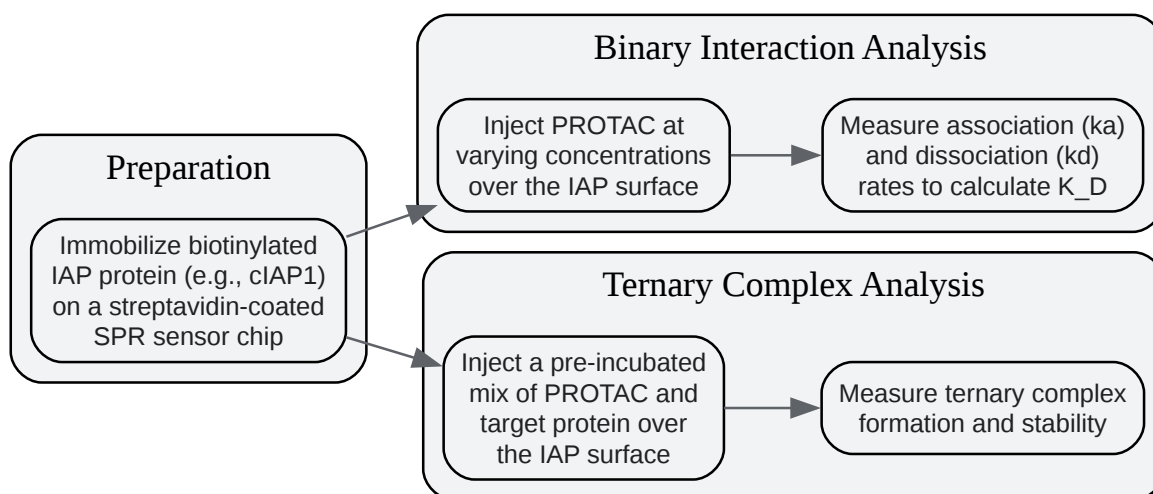 Preparation
Immobilize biotinylated
IAP protein (e.g., cIAP1)
on a streptavidin-coated
SPR sensor chip
Binary Interaction Analysis
Inject PROTAC at
varying concentrations
over the IAP surface
Measure association (ka)
and dissociation (kd)
rates to calculate K_D
Ternary Complex Analysis
Inject a pre-incubated
mix of PROTAC and
target protein over
the IAP surface
Measure ternary complex
formation and stability